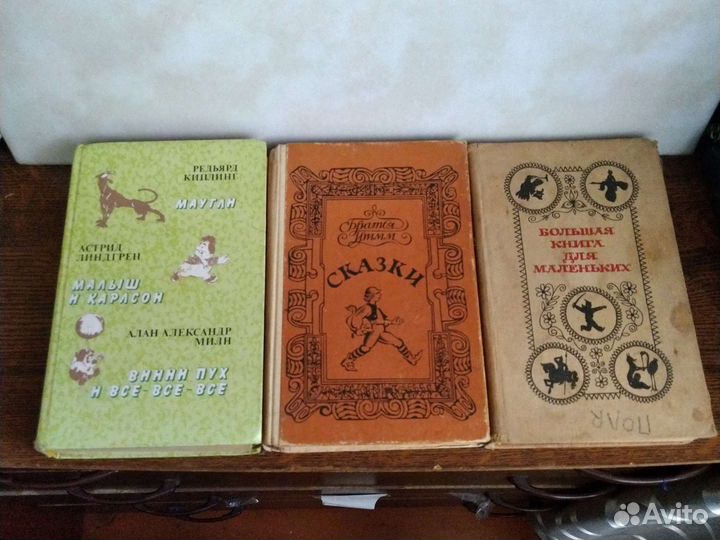 РЕДЬЯРД
КИПЛИНГ
МАУГЛИ
АСТРИД
ЛИНДГРЕН
МАЛЫШ
И КАРЛСОН
АЛАН АЛЕКСАНДР
МИЛН
ВИННИ ПУХ
И ВСЕ-ВСЕ-ВСЕ
Братья
Гримм
СКАЗКИ
БОЛЬШАЯ
КНИГА
ДЛЯ
МАЛЕНЬКИХ
ПОЛЯ
Avito